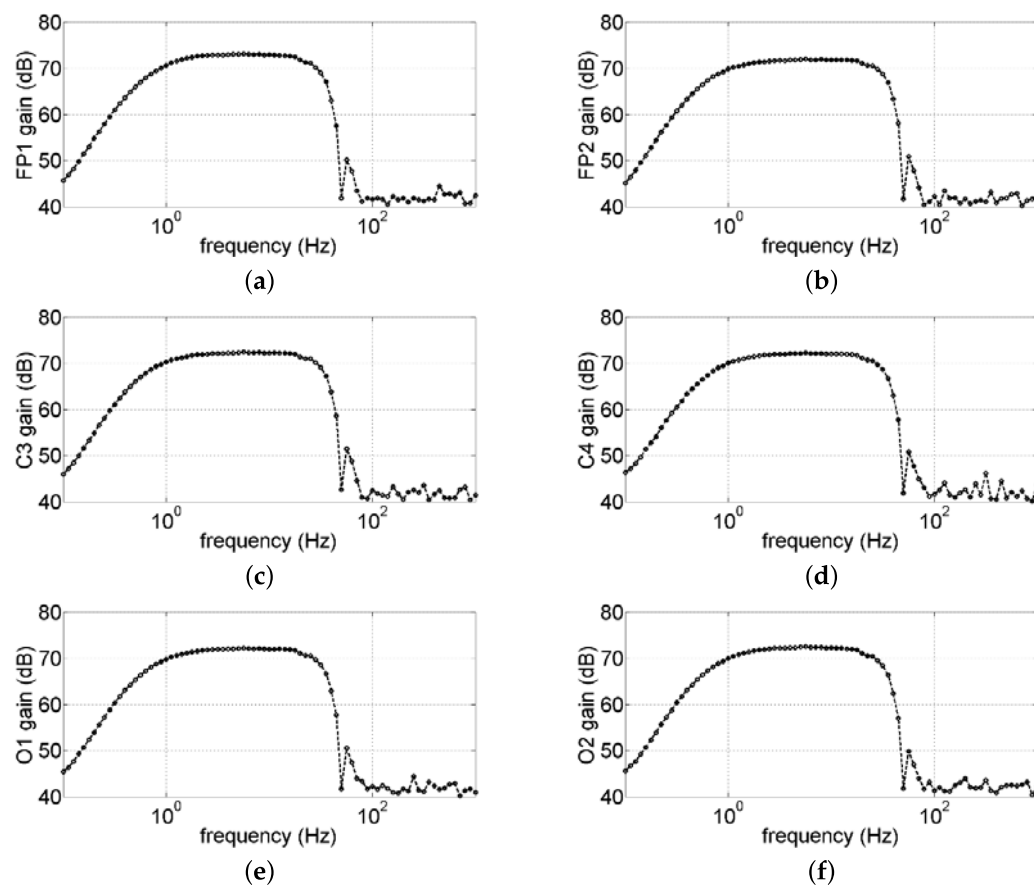 80
70
60
50
40
FP1 gain (dB)
10^0
10^2
frequency (Hz)
(a)
80
70
60
50
40
FP2 gain (dB)
10^0
10^2
frequency (Hz)
(b)
80
70
60
50
40
C3 gain (dB)
10^0
10^2
frequency (Hz)
(c)
80
70
60
50
40
C4 gain (dB)
10^0
10^2
frequency (Hz)
(d)
80
70
60
50
40
O1 gain (dB)
10^0
10^2
frequency (Hz)
(e)
80
70
60
50
40
O2 gain (dB)
10^0
10^2
frequency (Hz)
(f)